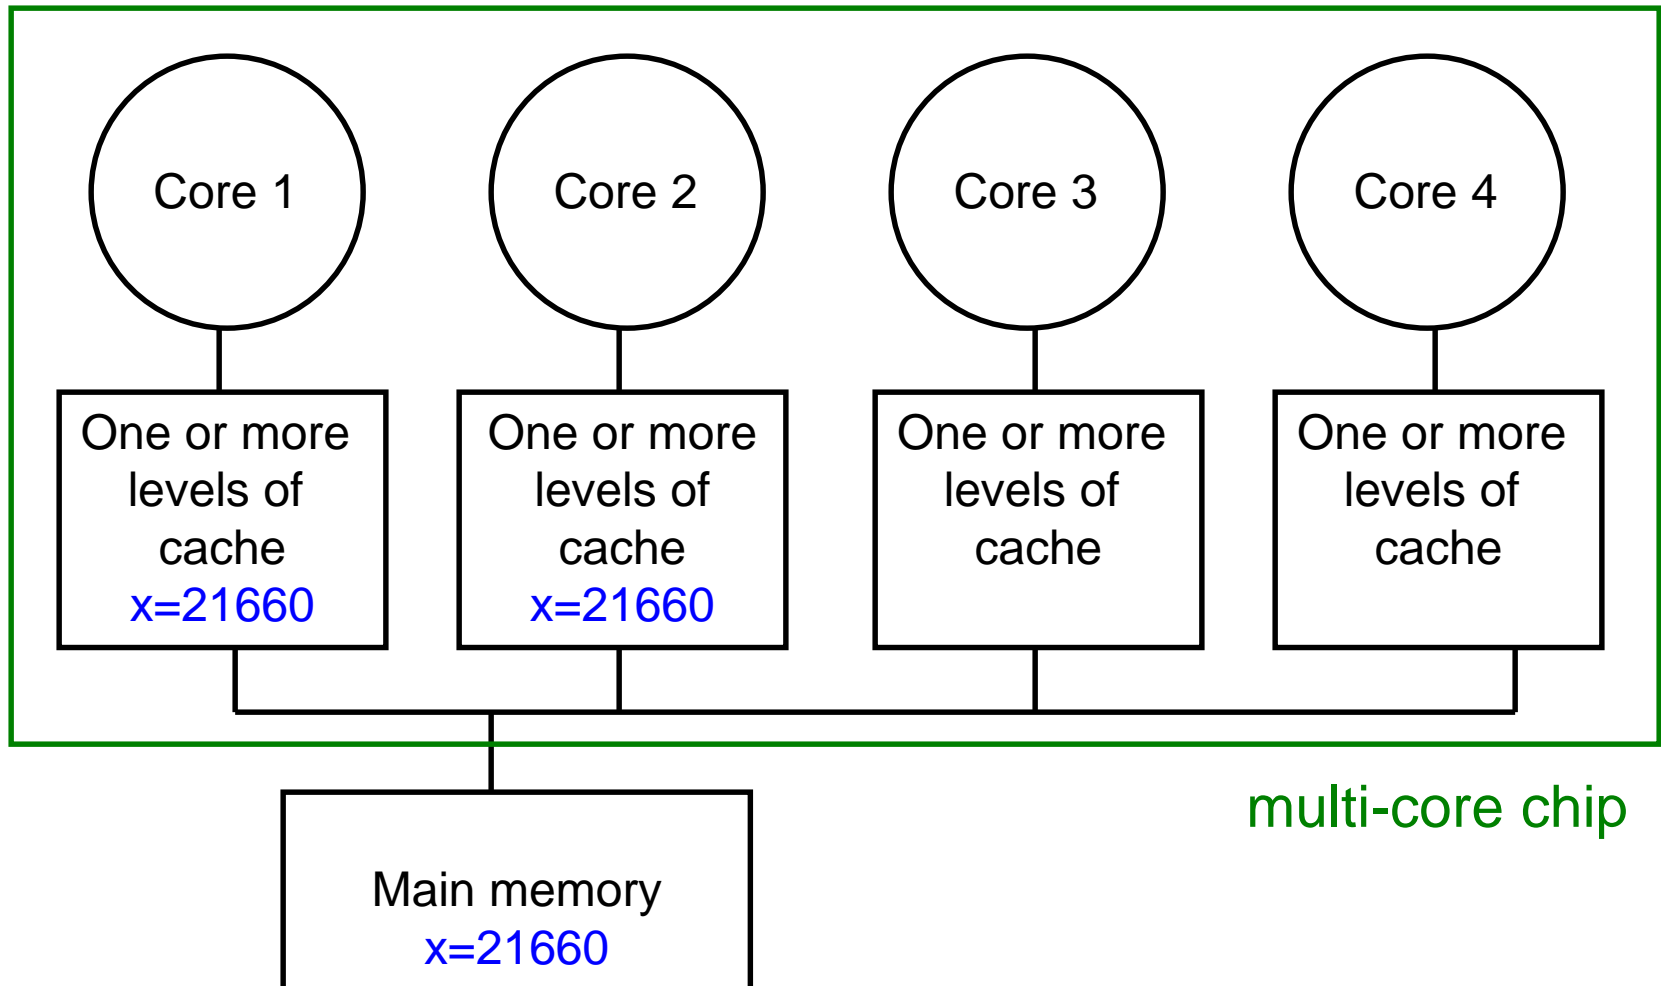 Core 1
Core 2
Core 3
Core 4
One or more
levels of
cache
x=21660
One or more
levels of
cache
x=21660
One or more
levels of
cache
One or more
levels of
cache
multi-core chip
Main memory
x=21660